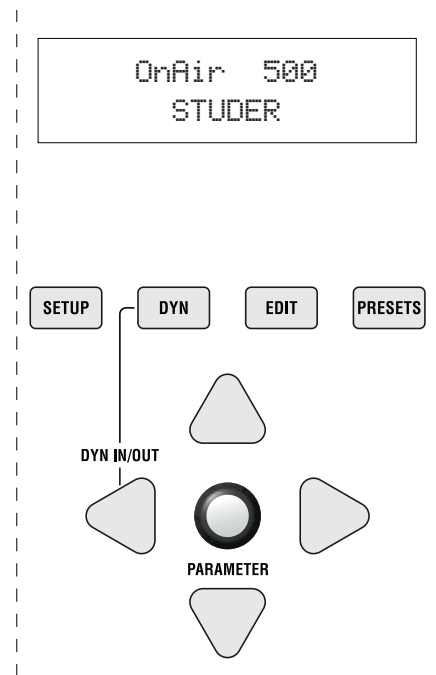 OnAir 500
STUDER
SETUP
DYN
EDIT
PRESETS
DYN IN/OUT
PARAMETER